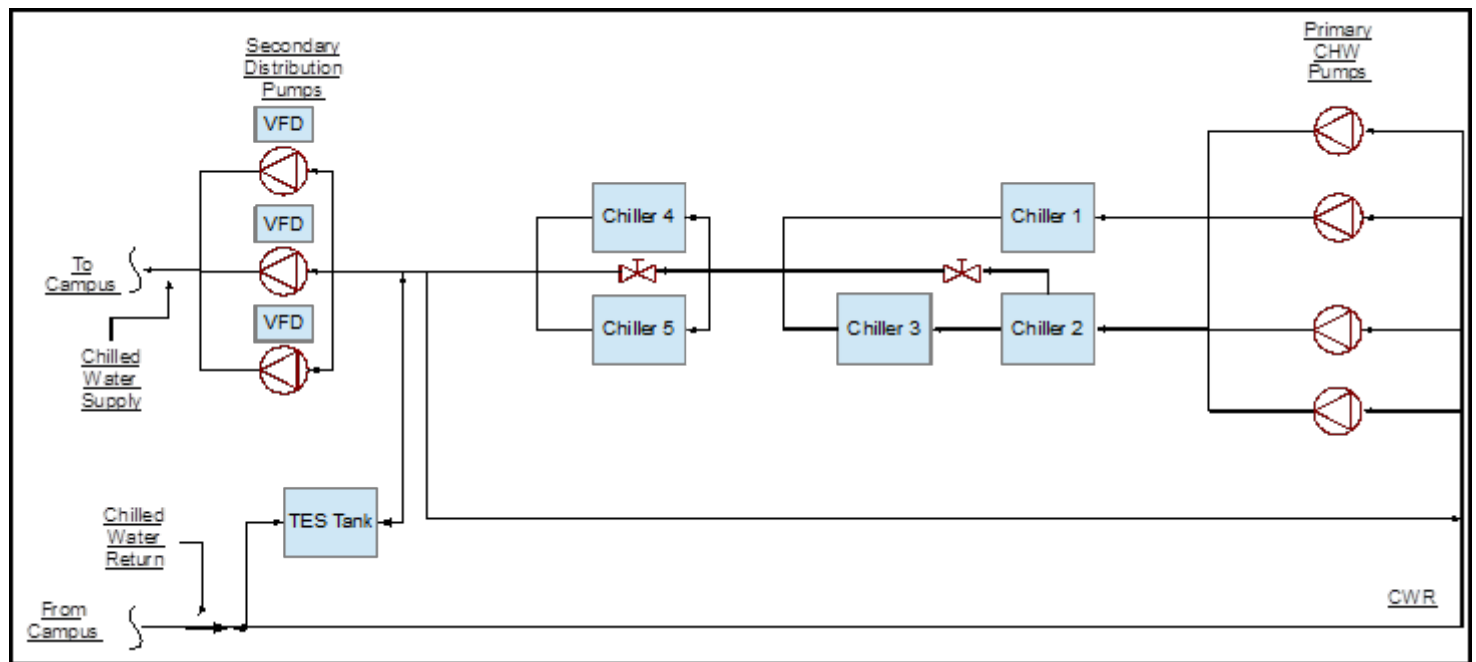 Secondary
Distribution
Pumps
VFD
VFD
VFD
To
Campus
Chilled
Water
Supply
Chiller 4
Chiller 5
Chiller 1
Chiller 3
Chiller 2
Primary
CHW
Pumps
TES Tank
Chilled
Water
Return
From
Campus
CWR